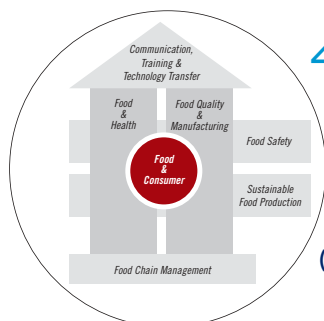 Communication,
Training &
Technology Transfer
Food
&
Health
Food Quality
&
Manufacturing
Food
&
Consumer
Food Safety
Sustainable
Food Production
Food Chain Management